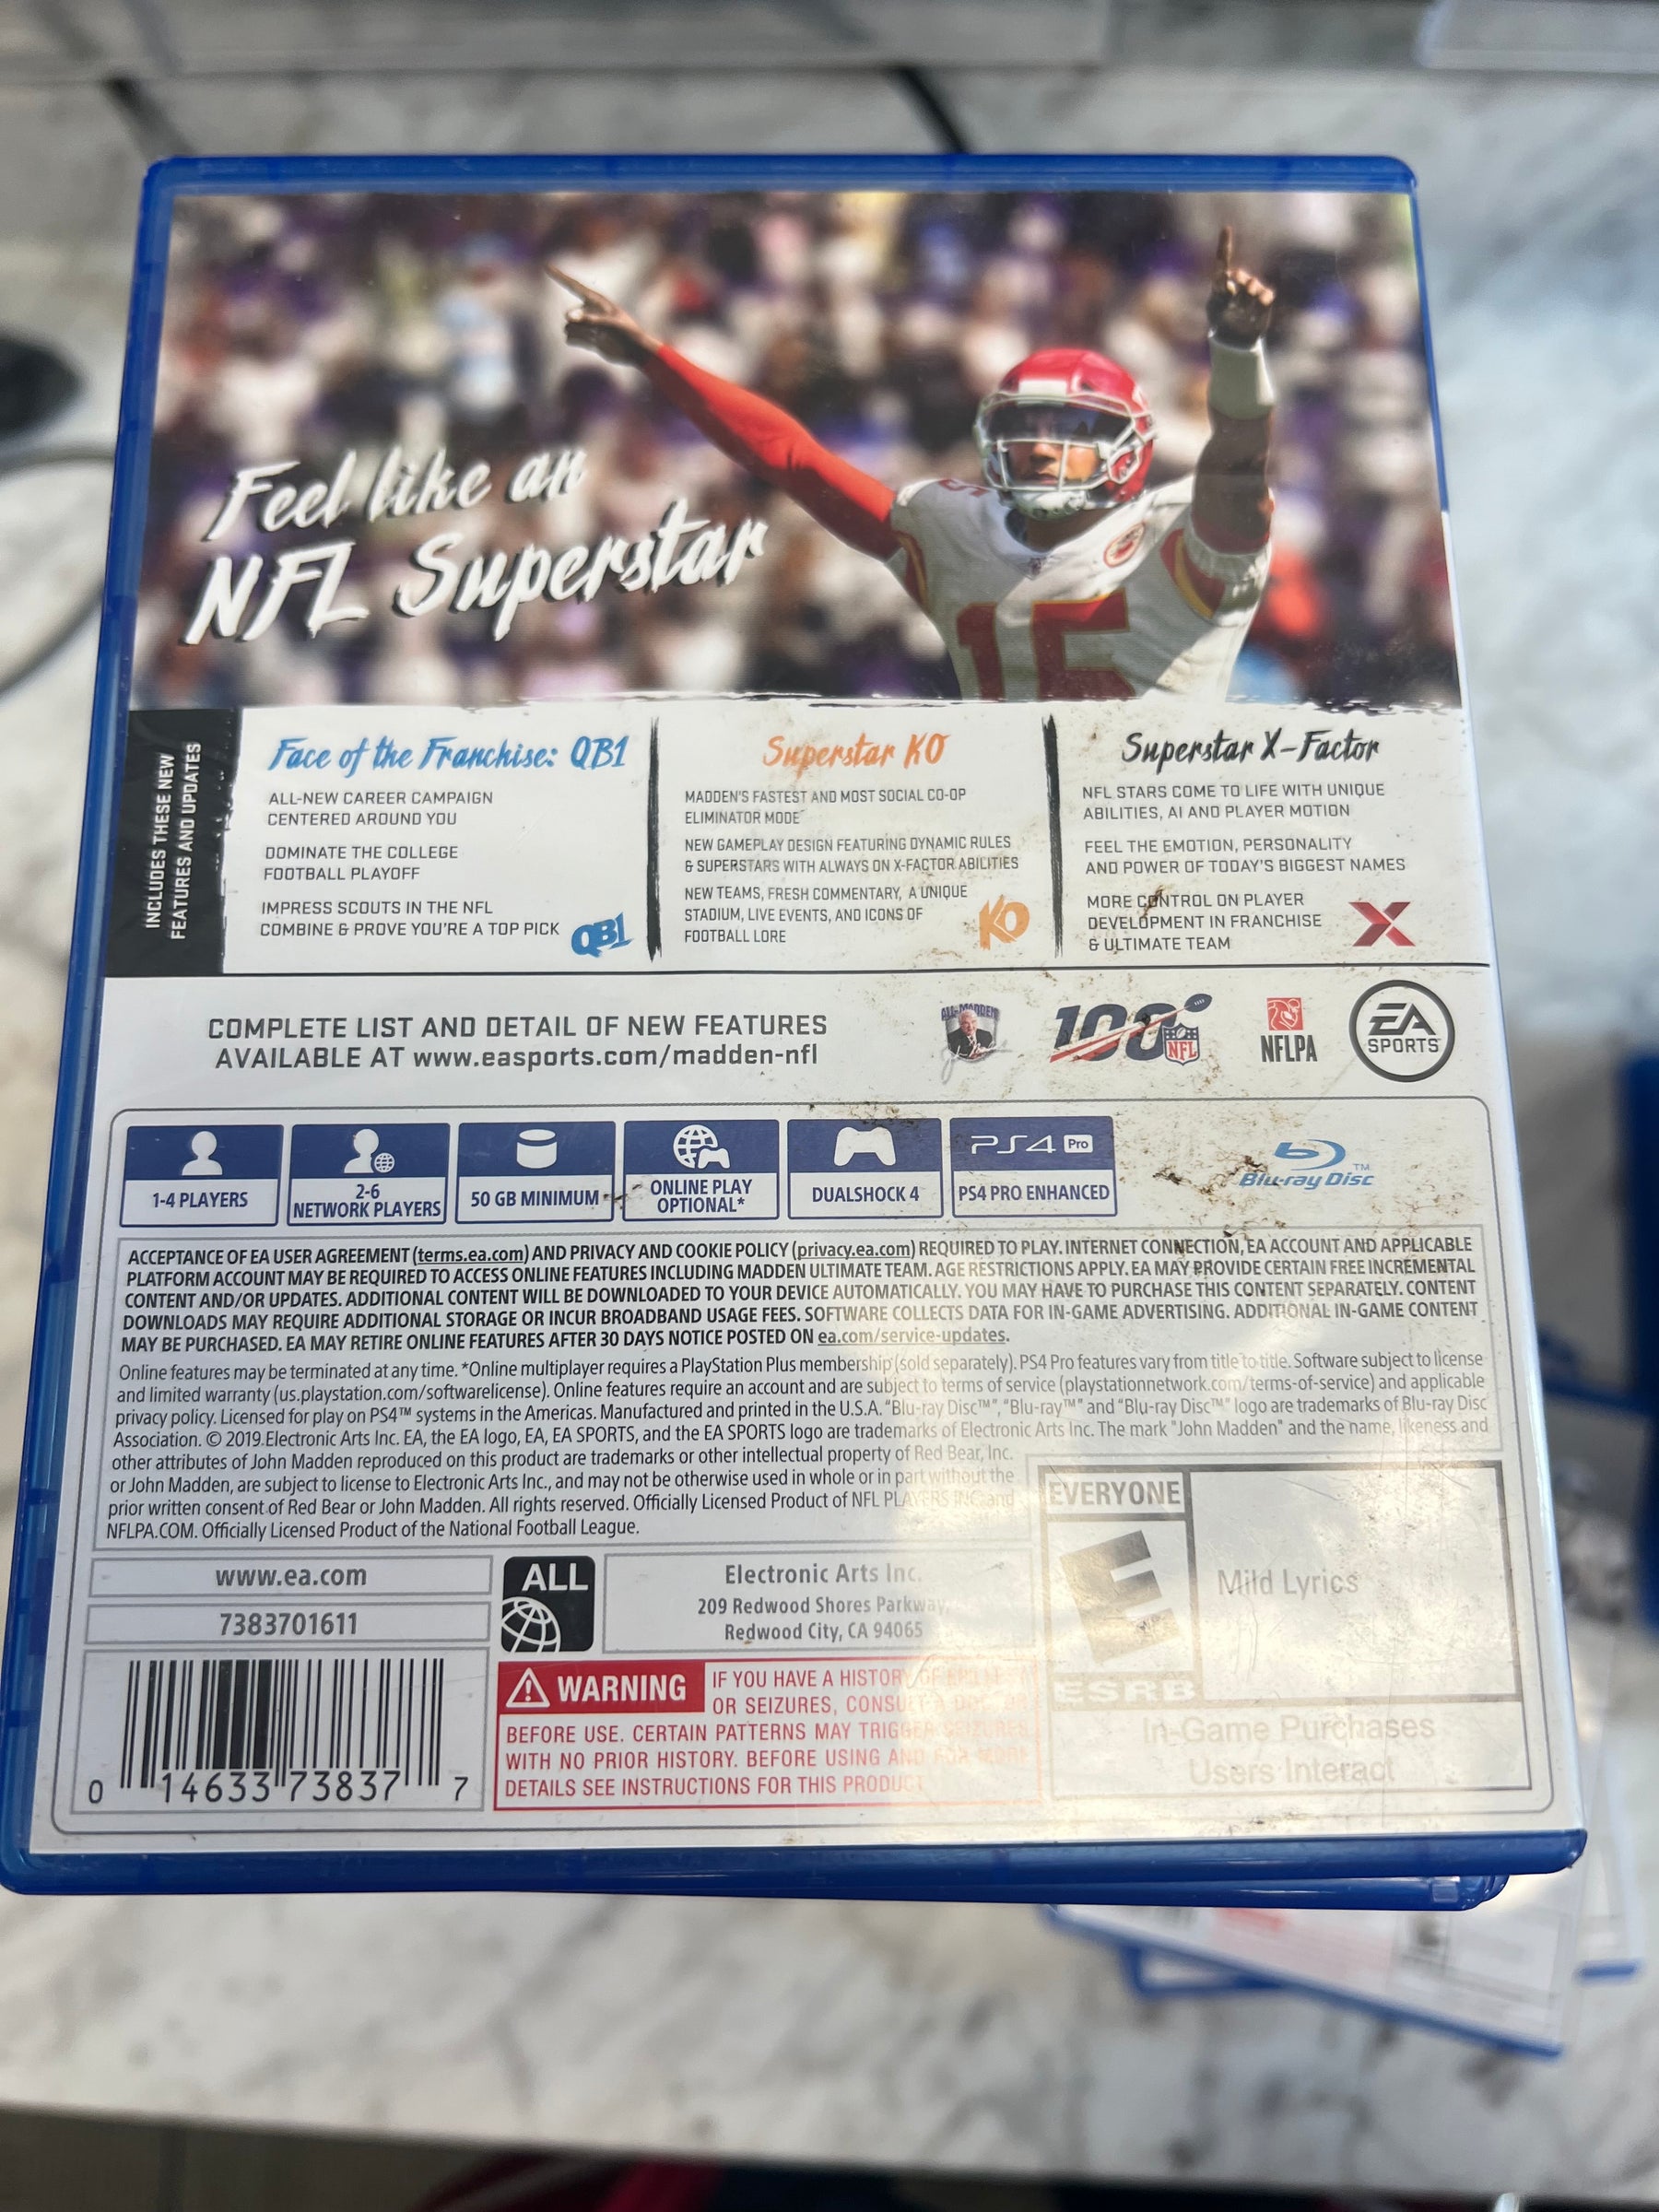 Feel like an
NFL Superstar
15
INCLUDES THESE NEW
FEATURES AND UPDATES
Face of the Franchise: QB1
ALL-NEW CAREER CAMPAIGN
CENTERED AROUND YOU
DOMINATE THE COLLEGE
FOOTBALL PLAYOFF
IMPRESS SCOUTS IN THE NFL
COMBINE & PROVE YOU'RE A TOP PICK
QB1
Superstar KO
MADDEN'S FASTEST AND MOST SOCIAL CO-OP
ELIMINATOR MODE
NEW GAMEPLAY DESIGN FEATURING DYNAMIC RULES
& SUPERSTARS WITH ALWAYS ON X-FACTOR ABILITIES
NEW TEAMS, FRESH COMMENTARY, A UNIQUE
STADIUM, LIVE EVENTS, AND ICONS OF
FOOTBALL LORE
KO
Superstar X-Factor
NFL STARS COME TO LIFE WITH UNIQUE
ABILITIES, AI AND PLAYER MOTION
FEEL THE EMOTION, PERSONALITY
AND POWER OF TODAY'S BIGGEST NAMES
MORE CONTROL ON PLAYER
DEVELOPMENT IN FRANCHISE
& ULTIMATE TEAM
X
COMPLETE LIST AND DETAIL OF NEW FEATURES
AVAILABLE AT www.easports.com/madden-nfl
ALL-MADDEN
100
NFL
NFLPA
EA
SPORTS
1-4 PLAYERS
2-6
NETWORK PLAYERS
50 GB MINIMUM
ONLINE PLAY
OPTIONAL*
DUALSHOCK 4
PS4 Pro
PS4 PRO ENHANCED
Blu-ray Disc™
ACCEPTANCE OF EA USER AGREEMENT (terms.ea.com) AND PRIVACY AND COOKIE POLICY (privacy.ea.com) REQUIRED TO PLAY. INTERNET CONNECTION, EA ACCOUNT AND APPLICABLE
PLATFORM ACCOUNT MAY BE REQUIRED TO ACCESS ONLINE FEATURES INCLUDING MADDEN ULTIMATE TEAM. AGE RESTRICTIONS APPLY. EA MAY PROVIDE CERTAIN FREE INCREMENTAL
CONTENT AND/OR UPDATES. ADDITIONAL CONTENT WILL BE DOWNLOADED TO YOUR DEVICE AUTOMATICALLY. YOU MAY HAVE TO PURCHASE THIS CONTENT SEPARATELY. CONTENT
DOWNLOADS MAY REQUIRE ADDITIONAL STORAGE OR INCUR BROADBAND USAGE FEES. SOFTWARE COLLECTS DATA FOR IN-GAME ADVERTISING. ADDITIONAL IN-GAME CONTENT
MAY BE PURCHASED. EA MAY RETIRE ONLINE FEATURES AFTER 30 DAYS NOTICE POSTED ON ea.com/service-updates.
Online features may be terminated at any time. *Online multiplayer requires a PlayStation Plus membership (sold separately). PS4 Pro features vary from title to title. Software subject to license
and limited warranty (us.playstation.com/softwarelicense). Online features require an account and are subject to terms of service (playstationnetwork.com/terms-of-service) and applicable
privacy policy. Licensed for play on PS4™ systems in the Americas. Manufactured and printed in the U.S.A. "Blu-ray Disc™", "Blu-ray™" and "Blu-ray Disc™" logo are trademarks of Blu-ray Disc
Association. © 2019 Electronic Arts Inc. EA, the EA logo, EA, EA SPORTS, and the EA SPORTS logo are trademarks of Electronic Arts Inc. The mark "John Madden" and the name, likeness and
other attributes of John Madden reproduced on this product are trademarks or other intellectual property of Red Bear, Inc.
or John Madden, are subject to license to Electronic Arts Inc., and may not be otherwise used in whole or in part without the
prior written consent of Red Bear or John Madden. All rights reserved. Officially Licensed Product of NFL PLAYERS INC and
NFLPA.COM. Officially Licensed Product of the National Football League.
www.ea.com
7383701611
ALL
Electronic Arts Inc.
209 Redwood Shores Parkway,
Redwood City, CA 94065
WARNING
IF YOU HAVE A HISTORY OF EPILEPSY
OR SEIZURES, CONSULT A DOCTOR
BEFORE USE. CERTAIN PATTERNS MAY TRIGGER SEIZURES
WITH NO PRIOR HISTORY. BEFORE USING AND FOR MORE
DETAILS SEE INSTRUCTIONS FOR THIS PRODUCT
EVERYONE
E
ESRB
Mild Lyrics
In-Game Purchases
Users Interact
0 14633 73837 7